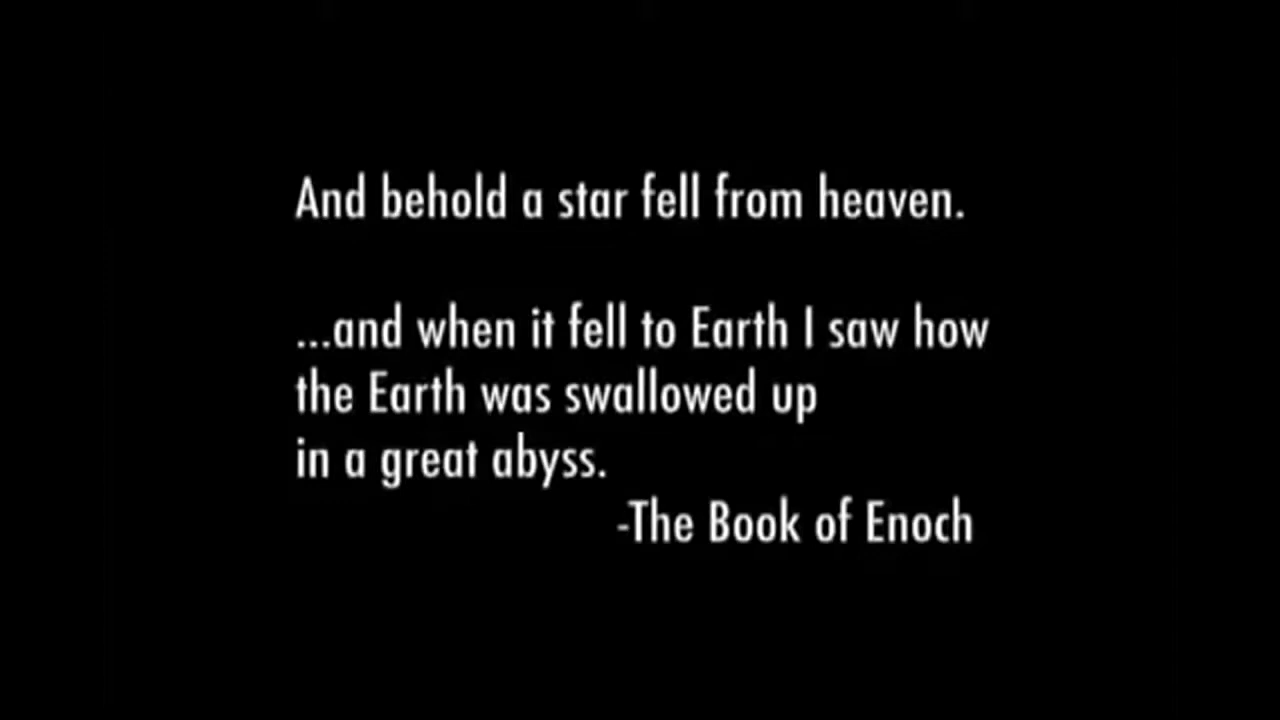 And behold a star fell from heaven.
...and when it fell to Earth I saw how
the Earth was swallowed up
in a great abyss.
-The Book of Enoch